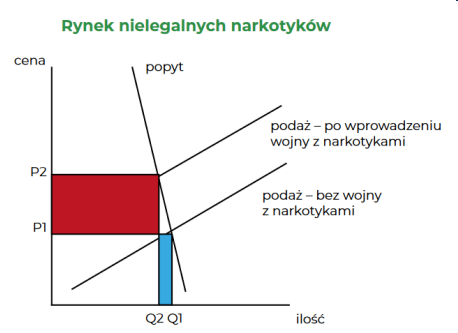 Rynek nielegalnych narkotyków
cena
popyt
podaż – po wprowadzeniu
wojny z narkotykami
P2
podaż – bez wojny
z narkotykami
P1
Q2 Q1
ilość